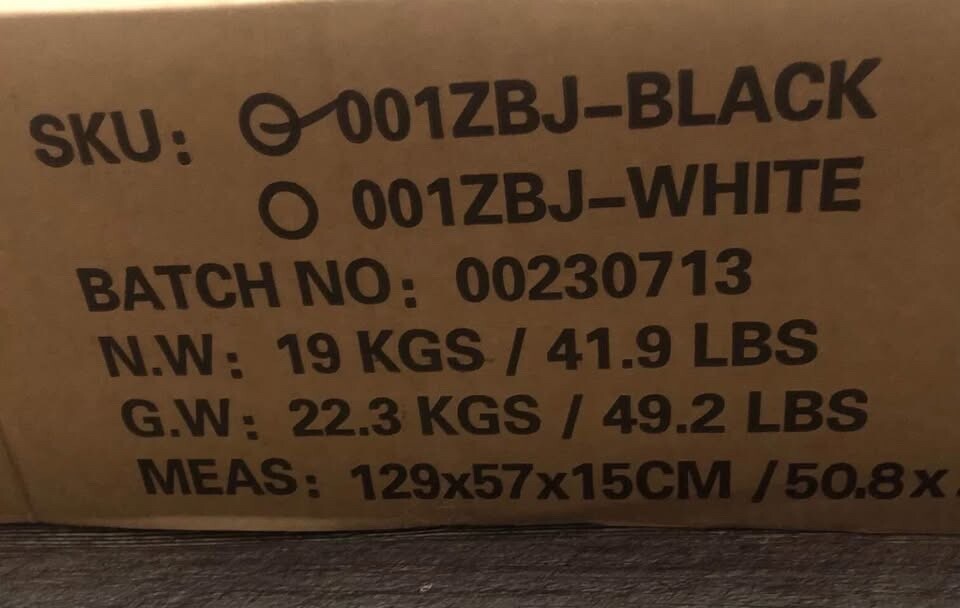 SKU: 001ZBJ-BLACK
001ZBJ-WHITE
BATCH NO: 00230713
N.W: 19 KGS / 41.9 LBS
G.W: 22.3 KGS / 49.2 LBS
MEAS: 129x57x15CM / 50.8x